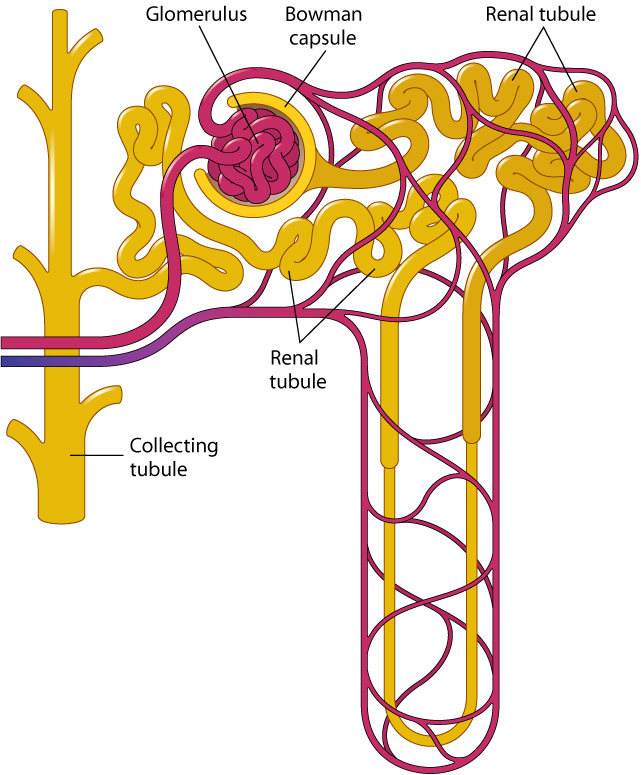 Glomerulus
Bowman
capsule
Renal tubule
Renal
tubule
Collecting
tubule